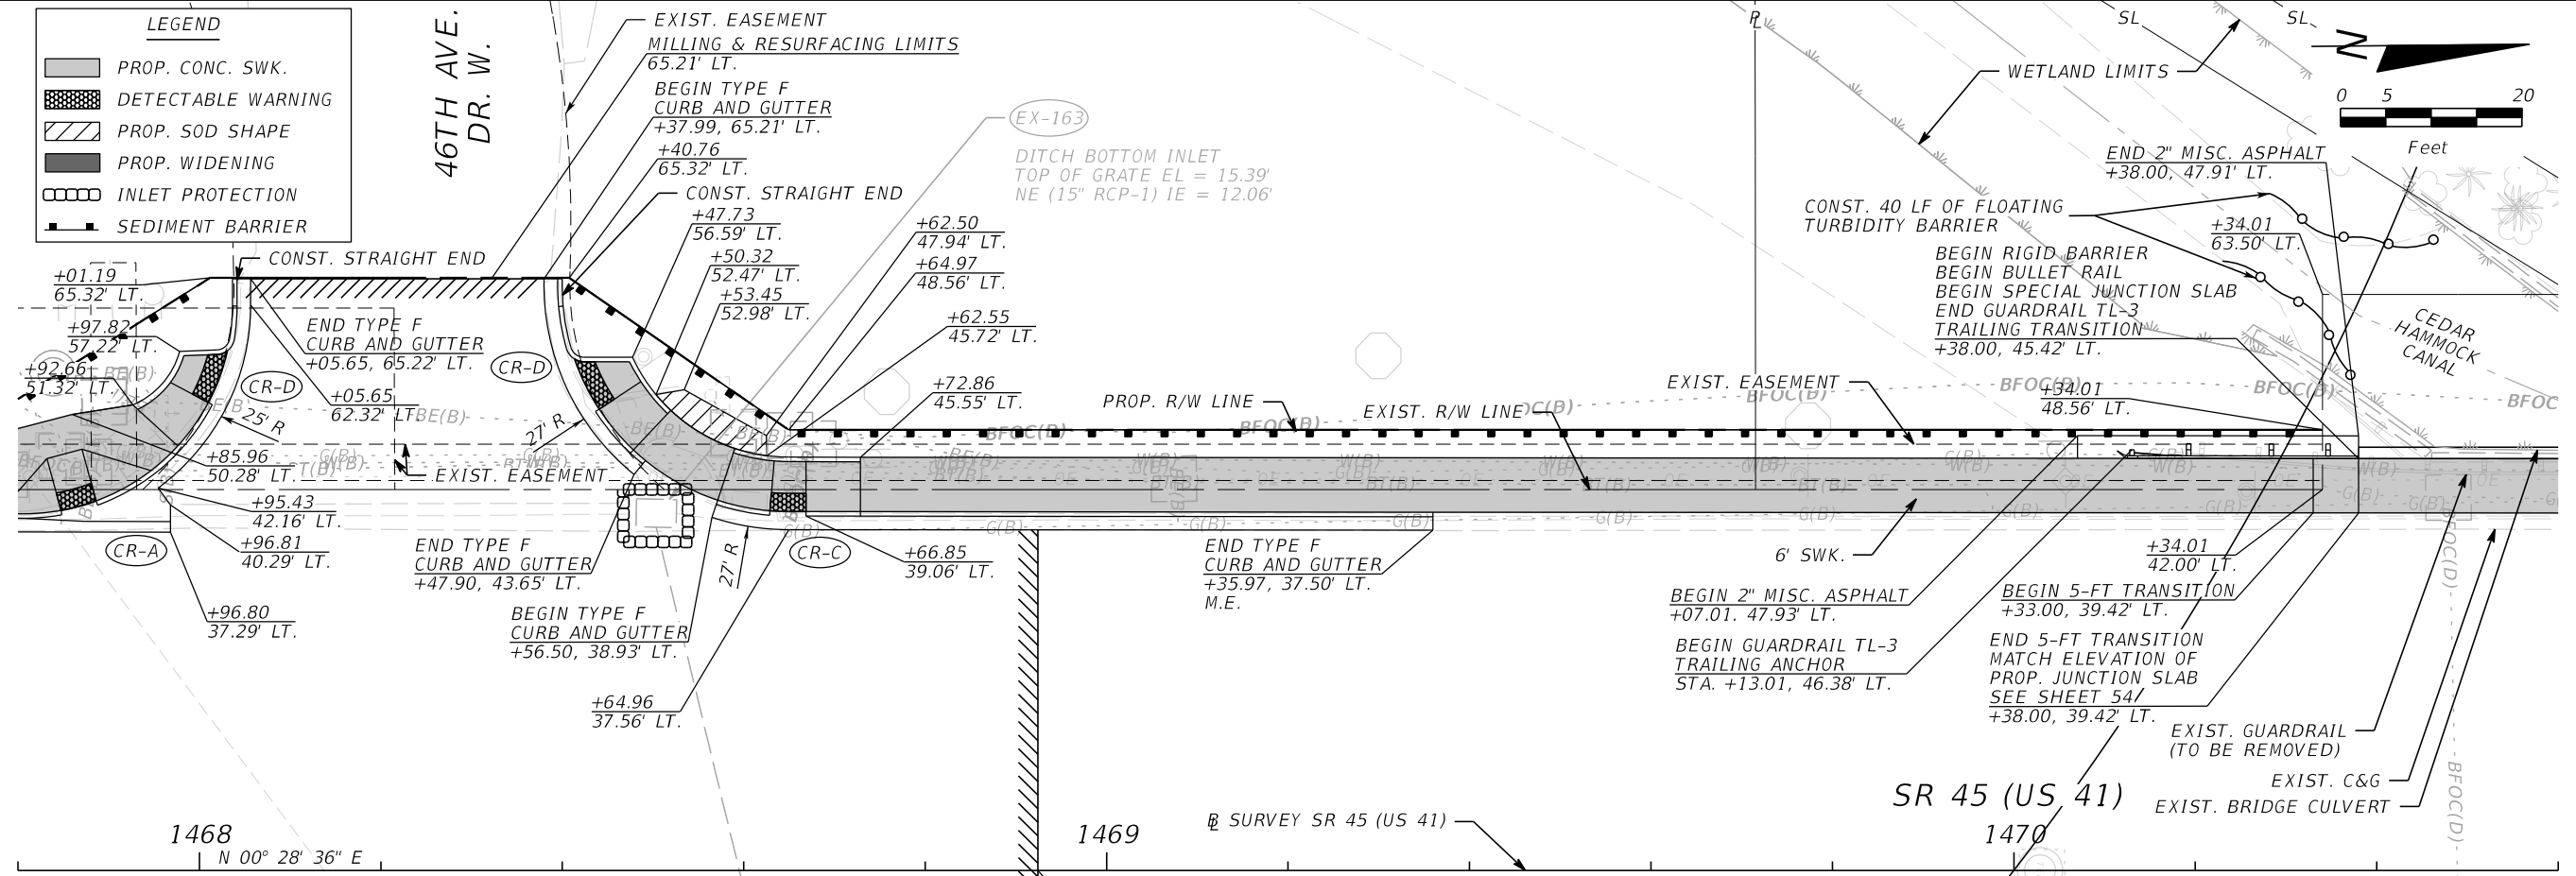 LEGEND
PROP. CONC. SWK.
DETECTABLE WARNING
PROP. SOD SHAPE
PROP. WIDENING
INLET PROTECTION
SEDIMENT BARRIER
46TH AVE.
DR. W.
EXIST. EASEMENT
MILLING & RESURFACING LIMITS
65.21' LT.
BEGIN TYPE F
CURB AND GUTTER
+37.99, 65.21' LT.
+40.76
65.32' LT.
CONST. STRAIGHT END
+47.73
56.59' LT.
+50.32
52.47' LT.
+53.45
52.98' LT.
EX-163
DITCH BOTTOM INLET
TOP OF GRATE EL = 15.39'
NE (15" RCP-1) IE = 12.06'
+62.50
47.94' LT.
+64.97
48.56' LT.
+62.55
45.72' LT.
+72.86
45.55' LT.
PL
SL
SL
N
WETLAND LIMITS
0 5 20
Feet
END 2" MISC. ASPHALT
+38.00, 47.91' LT.
CONST. 40 LF OF FLOATING
TURBIDITY BARRIER
+34.01
63.50' LT.
BEGIN RIGID BARRIER
BEGIN BULLET RAIL
BEGIN SPECIAL JUNCTION SLAB
END GUARDRAIL TL-3
TRAILING TRANSITION
+38.00, 45.42' LT.
CEDAR
HAMMOCK
CANAL
CONST. STRAIGHT END
+01.19
65.32' LT.
+97.82
57.22' LT.
+92.66
51.32' LT.
END TYPE F
CURB AND GUTTER
+05.65, 65.22' LT.
CR-D
CR-D
+05.65
62.32' LT.
25' R
27' R
+85.96
50.28' LT.
EXIST. EASEMENT
+95.43
42.16' LT.
+96.81
40.29' LT.
CR-A
+96.80
37.29' LT.
PROP. R/W LINE
EXIST. R/W LINE
EXIST. EASEMENT
+34.01
48.56' LT.
BE(B)
BE(B)
BE(B)
BFOC(D)
BFOC(D)
BFOC(D)
BFOC(D)
BFOC(D)
BFOC
W(B)
W(B)
W(B)
BT(B)
G(B)
G(B)
G(B)
G(B)
G(B)
BFOC(D)
BFOC(D)
END TYPE F
CURB AND GUTTER
+47.90, 43.65' LT.
BEGIN TYPE F
CURB AND GUTTER
+56.50, 38.93' LT.
+64.96
37.56' LT.
27' R
CR-C
+66.85
39.06' LT.
END TYPE F
CURB AND GUTTER
+35.97, 37.50' LT.
M.E.
6' SWK.
BEGIN 2" MISC. ASPHALT
+07.01. 47.93' LT.
BEGIN GUARDRAIL TL-3
TRAILING ANCHOR
STA. +13.01, 46.38' LT.
+34.01
42.00' LT.
BEGIN 5-FT TRANSITION
+33.00, 39.42' LT.
END 5-FT TRANSITION
MATCH ELEVATION OF
PROP. JUNCTION SLAB
SEE SHEET 54
+38.00, 39.42' LT.
EXIST. GUARDRAIL
(TO BE REMOVED)
EXIST. C&G
EXIST. BRIDGE CULVERT
SR 45 (US 41)
BL SURVEY SR 45 (US 41)
1468
1469
1470
N 00° 28' 36" E